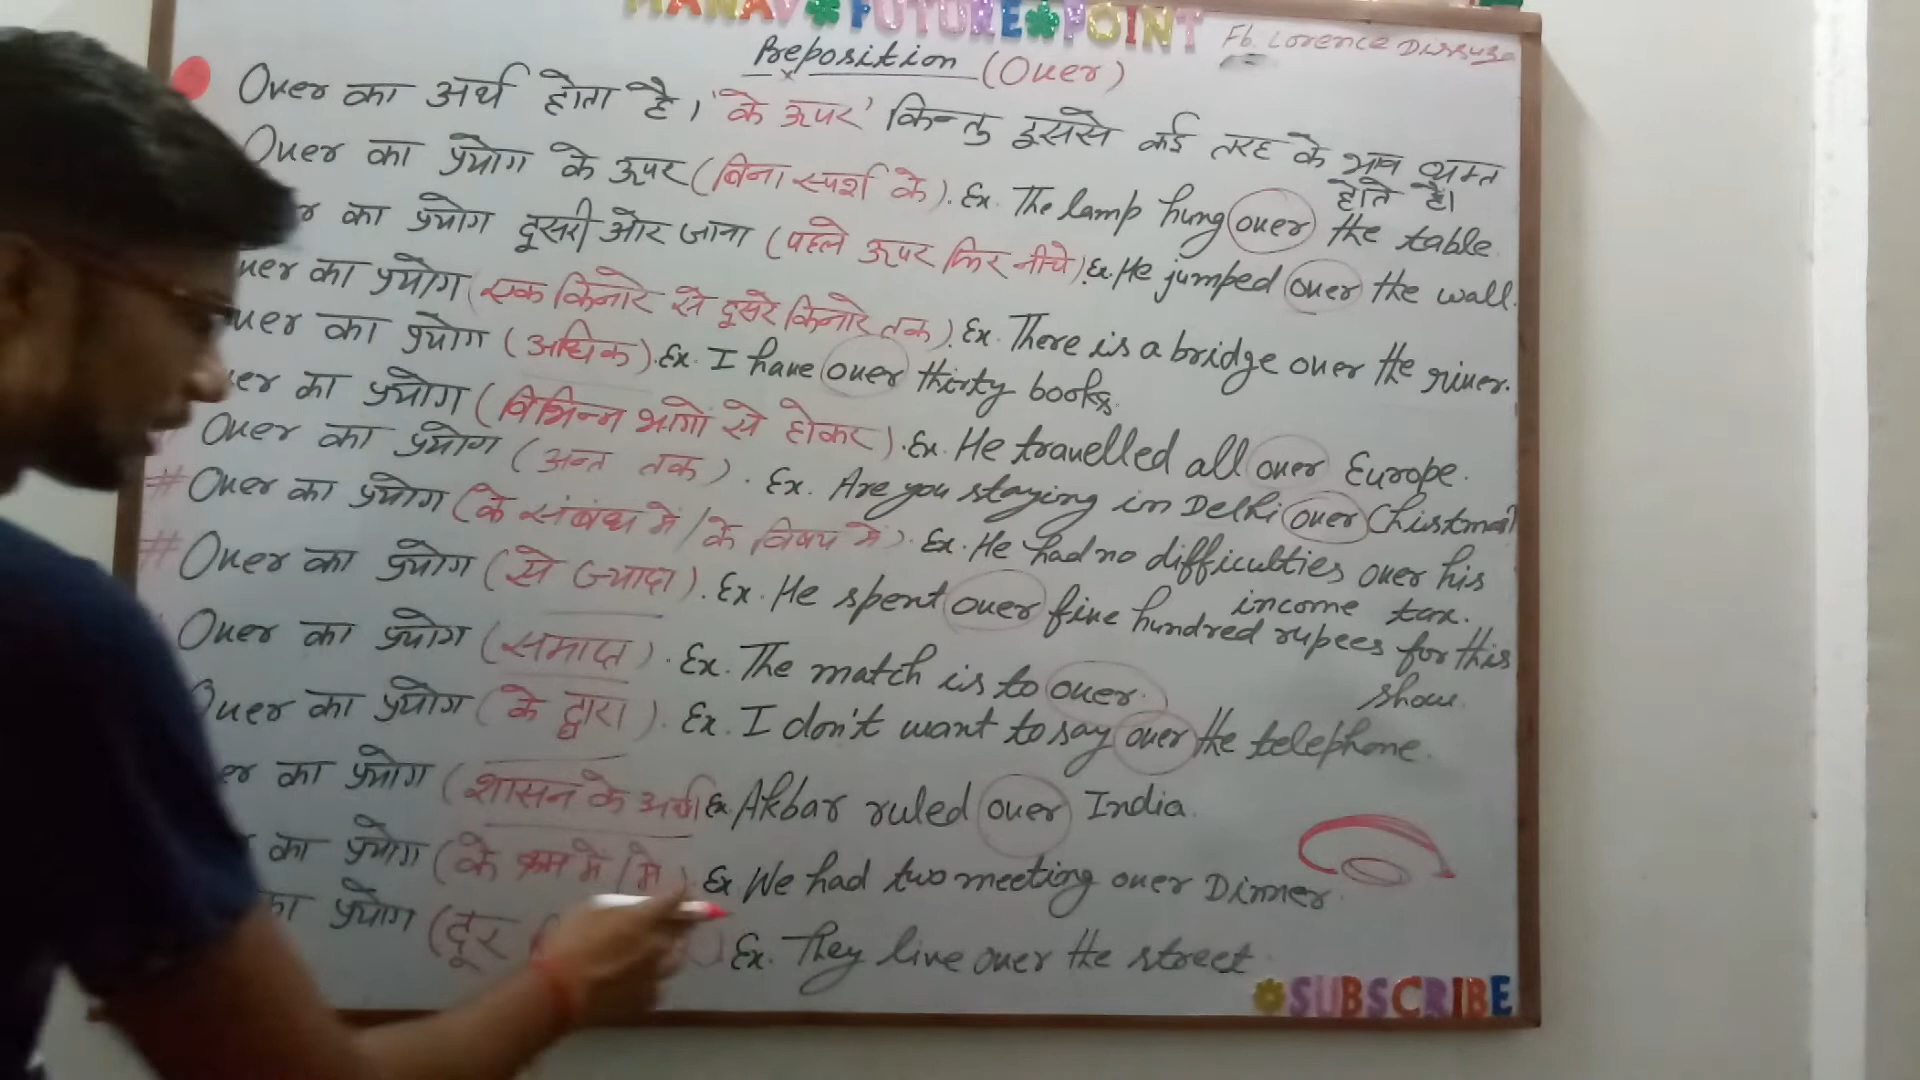 MANAV FUTURE POINT
Fb. Lorence
Preposition (Over)
Over का अर्थ होता है। 'के ऊपर' किन्तु इससे कई तरह के भाव व्यक्त होते है।
Over का प्रयोग के ऊपर (बिना स्पर्श के). Ex. The lamp hung over the table.
r का प्रयोग दूसरी ओर जाना (पहले ऊपर फिर नीचे). Ex. He jumped over the wall.
ver का प्रयोग (एक किनारे से दूसरे किनारे तक). Ex. There is a bridge over the river.
ver का प्रयोग (अधिक). Ex. I have over thirty books.
er का प्रयोग (विभिन्न भागों से होकर). Ex. He travelled all over Europe.
Over का प्रयोग (अन्त तक). Ex. Are you staying in Delhi over Chistmas
# Over का प्रयोग (के संबंध में/के विषय में). Ex. He had no difficulties over his income tax.
# Over का प्रयोग (से ज्यादा). Ex. He spent over five hundred rupees for this show.
Over का प्रयोग (समाप्त). Ex. The match is to over.
Over का प्रयोग (के द्वारा). Ex. I don't want to say over the telephone.
er का प्रयोग (शासन के अर्थ Ex. Akbar ruled over India.
का प्रयोग (के क्रम में/मे). Ex. We had two meeting over Dinner.
का प्रयोग (दूर Ex. They live over the street.
SUBSCRIBE